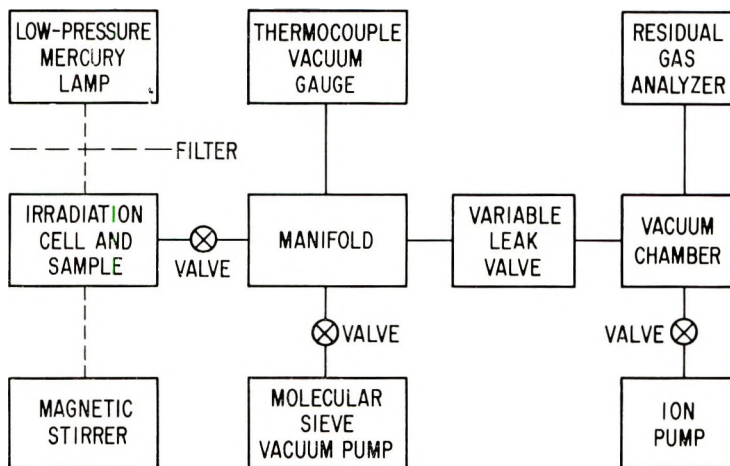 LOW-PRESSURE
MERCURY
LAMP
THERMOCOUPLE
VACUUM
GAUGE
RESIDUAL
GAS
ANALYZER
FILTER
IRRADIATION
CELL AND
SAMPLE
VALVE
MANIFOLD
VARIABLE
LEAK
VALVE
VACUUM
CHAMBER
VALVE
VALVE
MAGNETIC
STIRRER
MOLECULAR
SIEVE
VACUUM PUMP
ION
PUMP